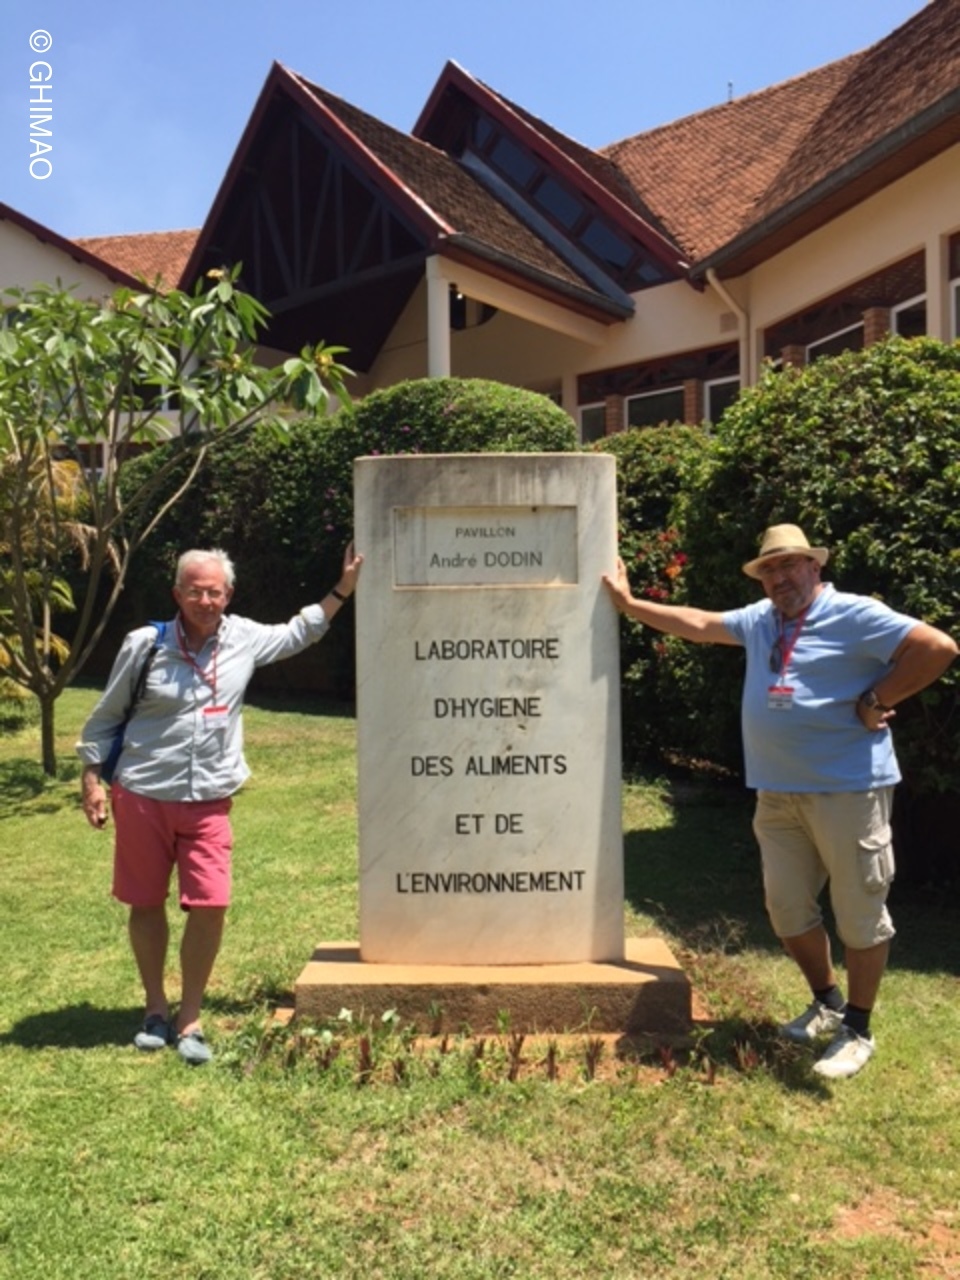 © GHIMAO
PAVILLON
André DODIN
LABORATOIRE
D'HYGIENE
DES ALIMENTS
ET DE
L'ENVIRONNEMENT